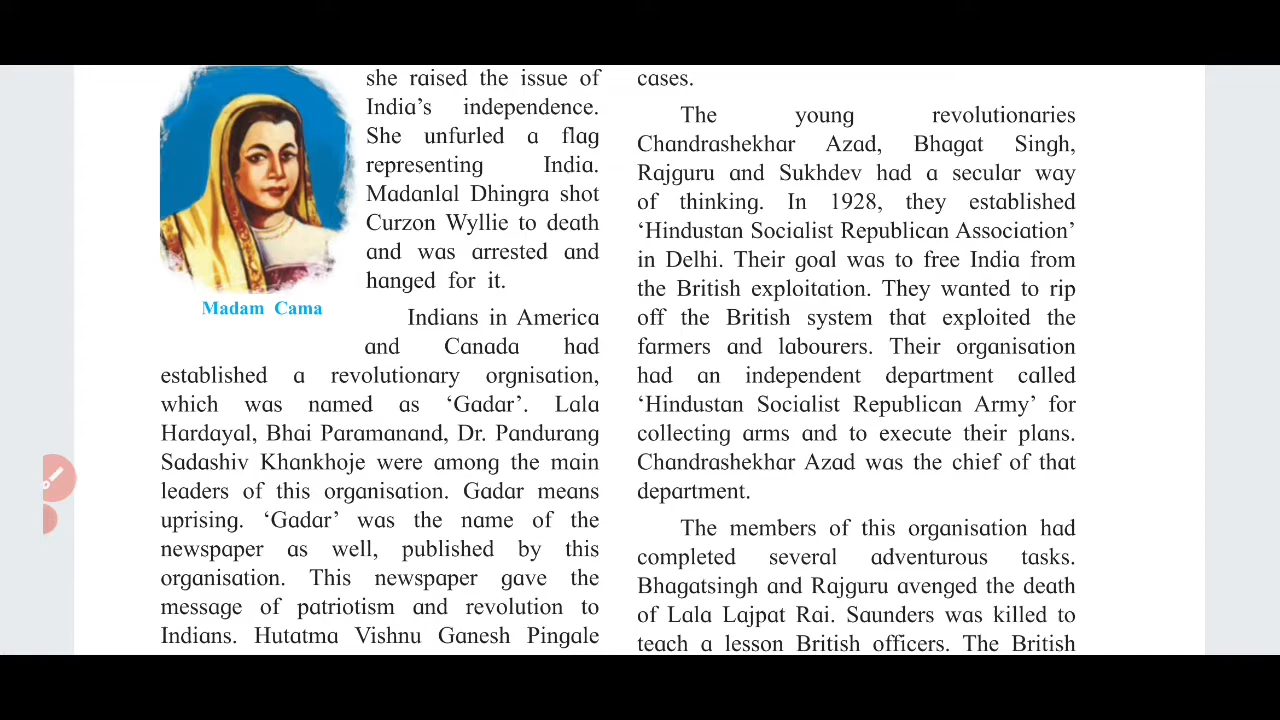 she raised the issue of
India's independence.
She unfurled a flag
representing India.
Madanlal Dhingra shot
Curzon Wyllie to death
and was arrested and
hanged for it.
Madam Cama
Indians in America
and Canada had
established a revolutionary orgnisation,
which was named as 'Gadar'. Lala
Hardayal, Bhai Paramanand, Dr. Pandurang
Sadashiv Khankhoje were among the main
leaders of this organisation. Gadar means
uprising. 'Gadar' was the name of the
newspaper as well, published by this
organisation. This newspaper gave the
message of patriotism and revolution to
Indians. Hutatma Vishnu Ganesh Pingale
cases.
The young revolutionaries
Chandrashekhar Azad, Bhagat Singh,
Rajguru and Sukhdev had a secular way
of thinking. In 1928, they established
'Hindustan Socialist Republican Association'
in Delhi. Their goal was to free India from
the British exploitation. They wanted to rip
off the British system that exploited the
farmers and labourers. Their organisation
had an independent department called
'Hindustan Socialist Republican Army' for
collecting arms and to execute their plans.
Chandrashekhar Azad was the chief of that
department.
The members of this organisation had
completed several adventurous tasks.
Bhagatsingh and Rajguru avenged the death
of Lala Lajpat Rai. Saunders was killed to
teach a lesson British officers. The British